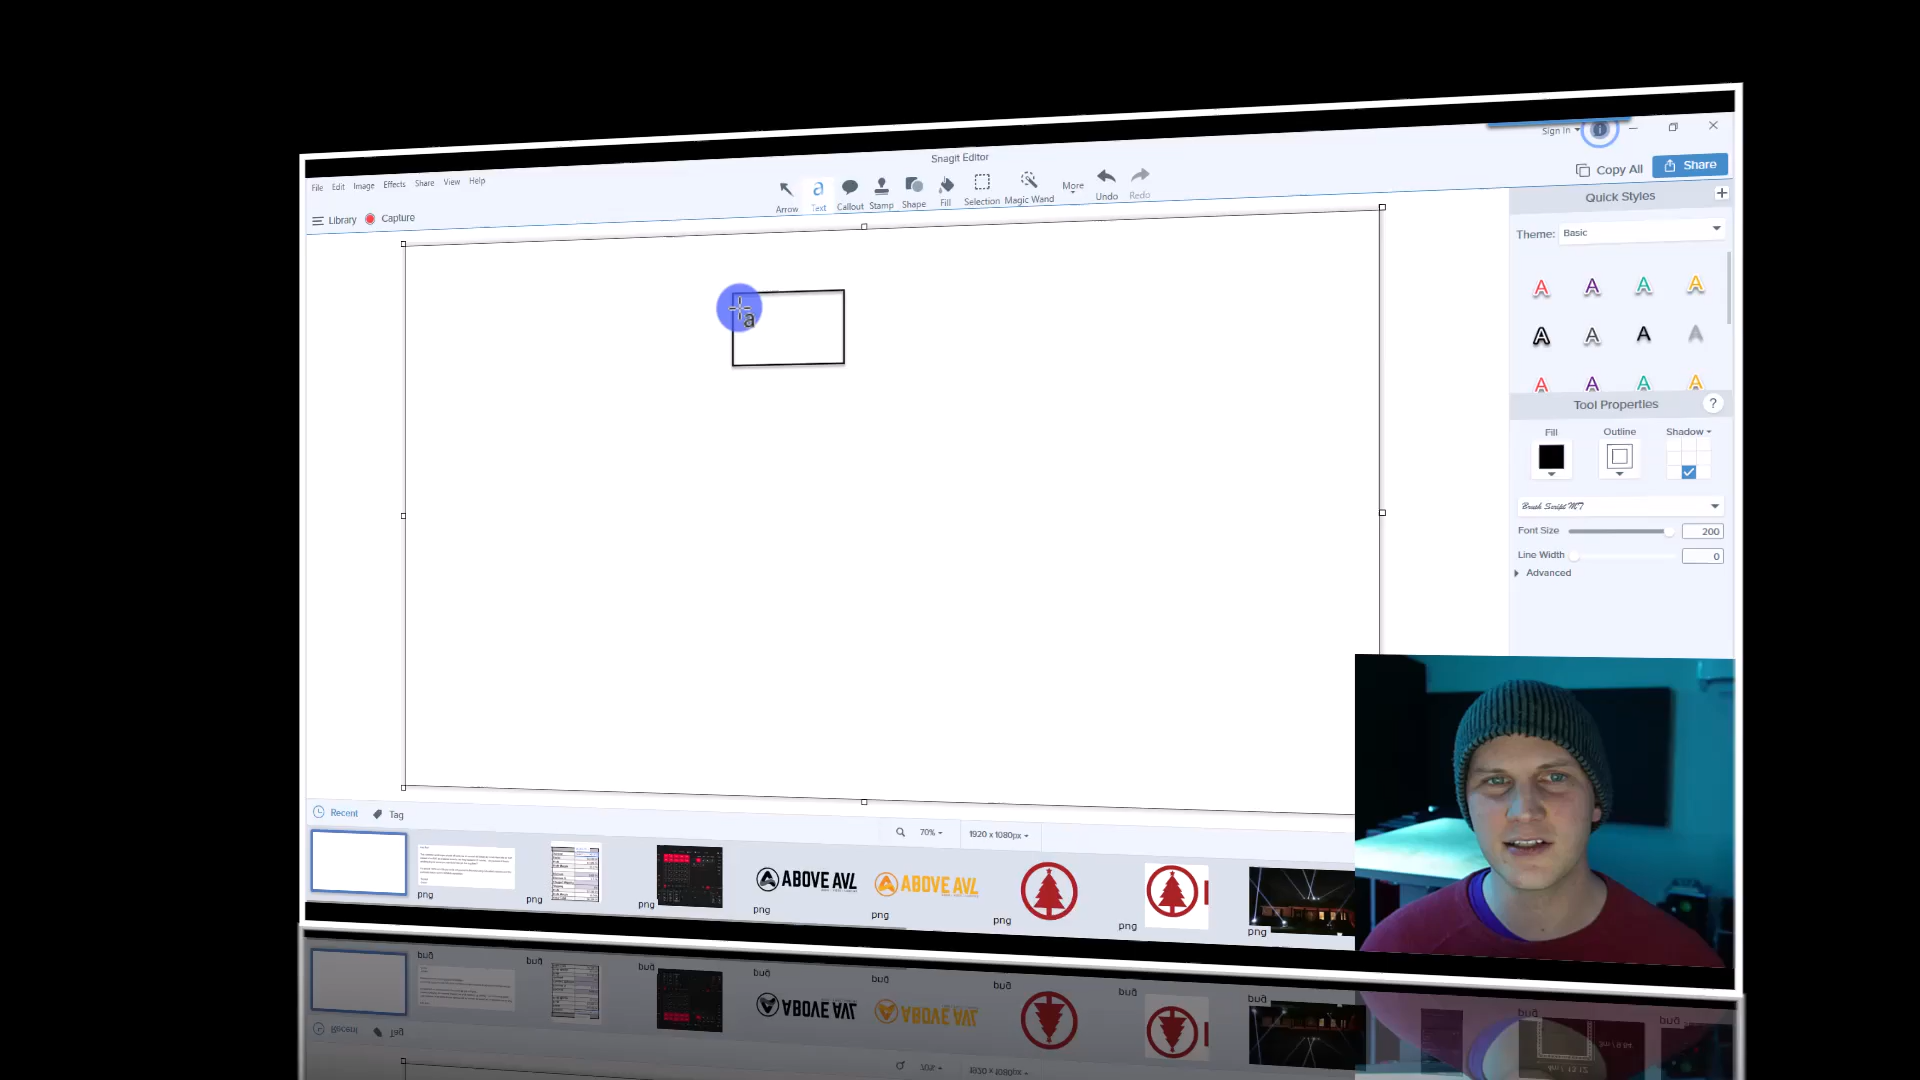 Snagit Editor
Sign In
File Edit Image Effects Share View Help
Library Capture
Arrow Text Callout Stamp Shape Fill Selection Magic Wand More Undo Redo
Copy All Share
Quick Styles
Theme: Basic
A A A A
A A A A
A A A A
Tool Properties ?
Fill Outline Shadow
Brush Script MT
Font Size 200
Line Width 0
Advanced
a
Recent Tag
70% 1920 x 1080px
ABOVE AVL
ABOVE AVL
png png png png png png png png